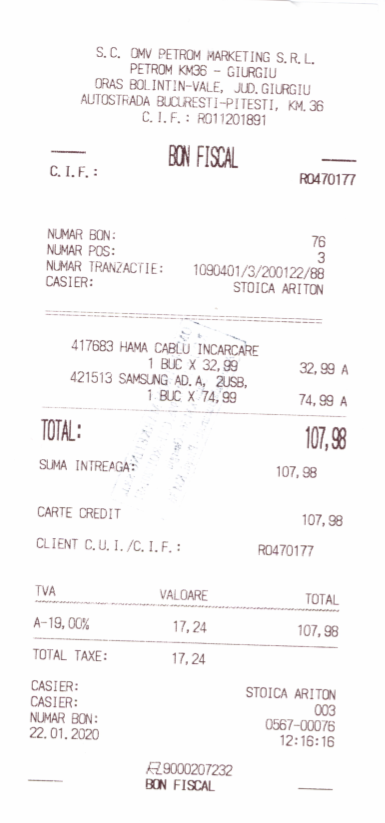 S.C. OMV PETROM MARKETING S.R.L.
PETROM KM36 - GIURGIU
ORAS BOLINTIN-VALE, JUD.GIURGIU
AUTOSTRADA BUCURESTI-PITESTI, KM.36
C.I.F.: RO11201891
BON FISCAL
C.I.F.: RO470177
NUMAR BON: 76
NUMAR POS: 3
NUMAR TRANZACTIE: 1090401/3/200122/88
CASIER: STOICA ARITON
417683 HAMA CABLU INCARCARE
1 BUC X 32,99 32,99 A
421513 SAMSUNG AD.A, 2USB,
1 BUC X 74,99 74,99 A
TOTAL: 107,98
SUMA INTREAGA: 107,98
CARTE CREDIT 107,98
CLIENT C.U.I./C.I.F.: RO470177
TVA VALOARE TOTAL
A-19,00% 17,24 107,98
TOTAL TAXE: 17,24
CASIER: STOICA ARITON
CASIER: 003
NUMAR BON: 0567-00076
22.01.2020 12:16:16
9000207232
BON FISCAL